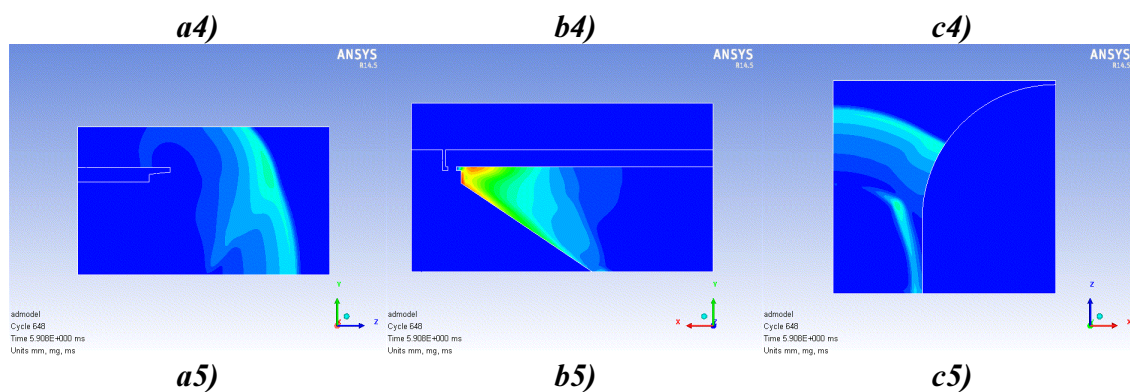 a4) b4) c4)
ANSYS
R14.5
Y
Z
admodel
Cycle 648
Time 5.908E+000 ms
Units mm, mg, ms
ANSYS
R14.5
Y
X
Z
admodel
Cycle 648
Time 5.908E+000 ms
Units mm, mg, ms
ANSYS
R14.5
Z
X
admodel
Cycle 648
Time 5.908E+000 ms
Units mm, mg, ms
a5) b5) c5)